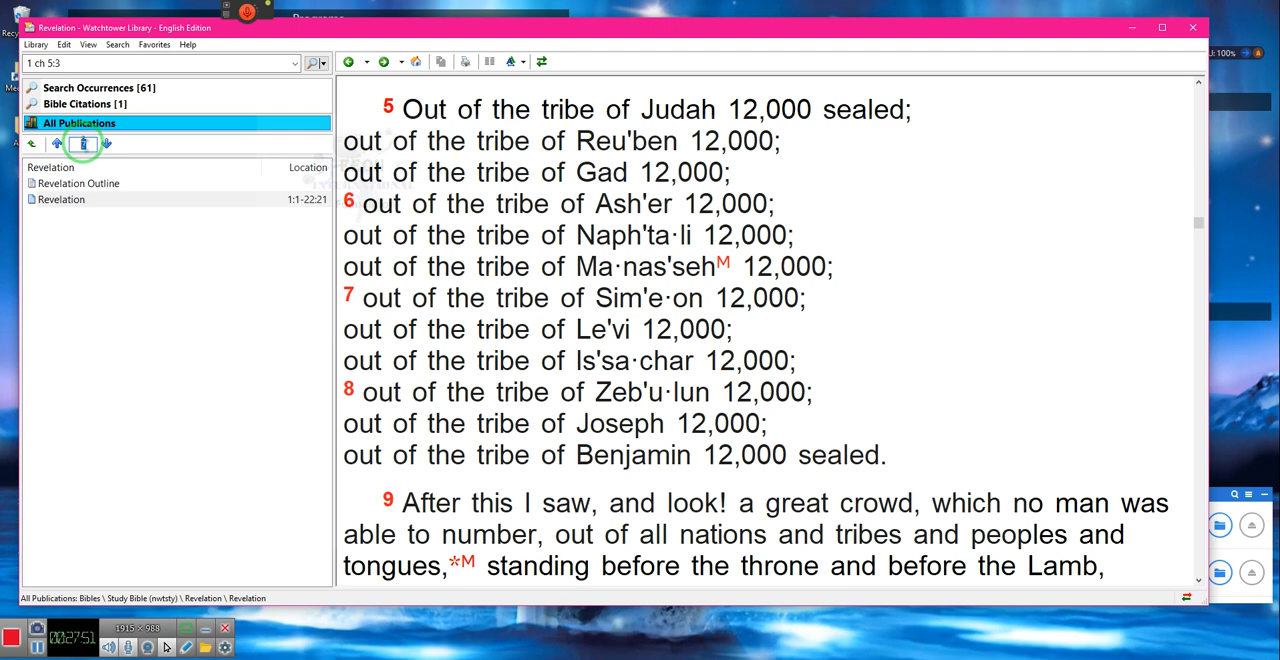 Revelation - Watchtower Library - English Edition
Library Edit View Search Favorites Help
1 ch 5:3
Search Occurrences [61]
Bible Citations [1]
All Publications
7
Revelation Location
Revelation Outline
Revelation 1:1-22:21
5 Out of the tribe of Judah 12,000 sealed;
out of the tribe of Reu'ben 12,000;
out of the tribe of Gad 12,000;
6 out of the tribe of Ash'er 12,000;
out of the tribe of Naph'ta·li 12,000;
out of the tribe of Ma·nas'sehM 12,000;
7 out of the tribe of Sim'e·on 12,000;
out of the tribe of Le'vi 12,000;
out of the tribe of Is'sa·char 12,000;
8 out of the tribe of Zeb'u·lun 12,000;
out of the tribe of Joseph 12,000;
out of the tribe of Benjamin 12,000 sealed.
9 After this I saw, and look! a great crowd, which no man was
able to number, out of all nations and tribes and peoples and
tongues,*M standing before the throne and before the Lamb,
All Publications: Bibles \ Study Bible (nwtsty) \ Revelation \ Revelation
1915 x 988
00:27:51
U: 100%